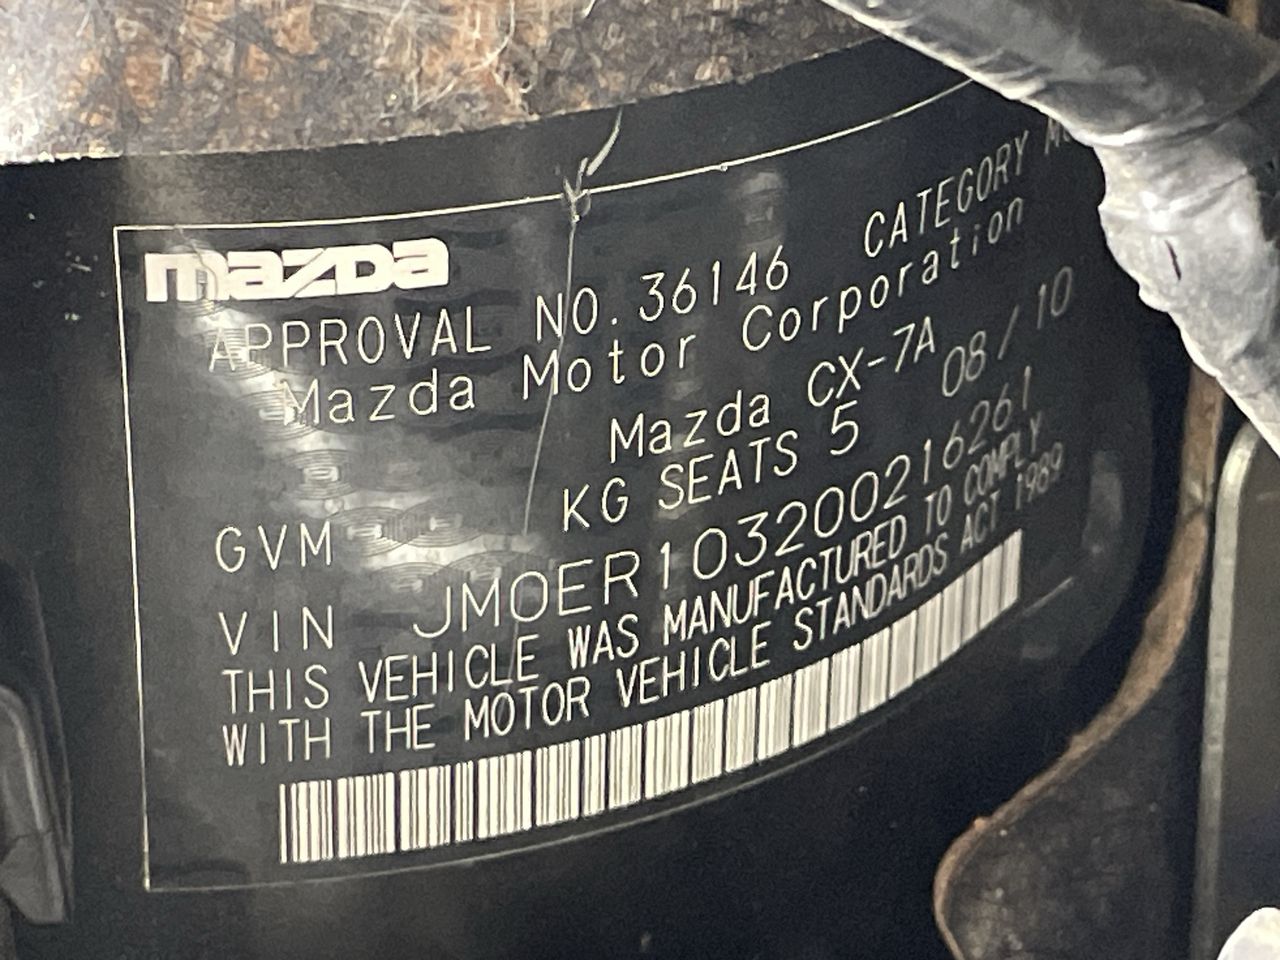 mazda
APPROVAL NO. 36146 CATEGORY
Mazda Motor Corporation
Mazda CX-7A 08/10
GVM KG SEATS 5
VIN JM0ER103200216261
THIS VEHICLE WAS MANUFACTURED TO COMPLY
WITH THE MOTOR VEHICLE STANDARDS ACT 1989